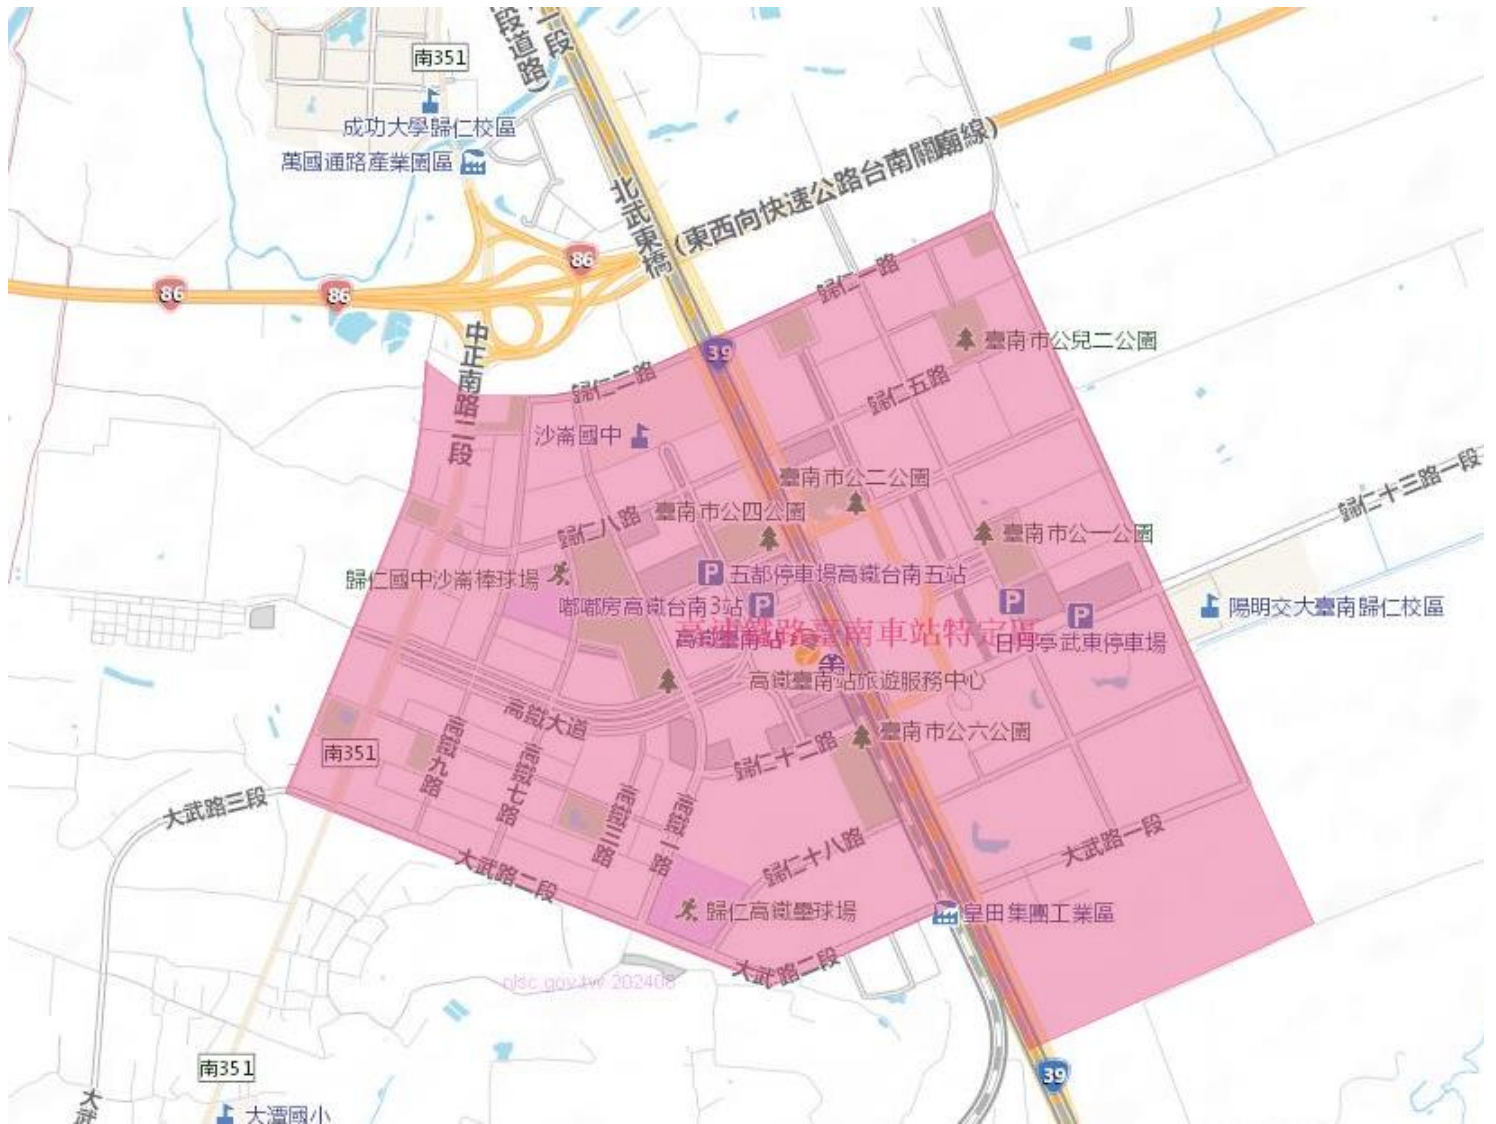 南351
成功大學歸仁校區
萬國通路產業園區
段道路)
二段
北武東橋
(東西向快速公路台南關廟線)
86
86
86
39
中正南路二段
歸仁一路
歸仁二路
臺南市公兒二公園
歸仁五路
沙崙國中
臺南市公二公園
歸仁十三路一段
臺南市公四公園
歸仁八路
臺南市公一公園
歸仁國中沙崙棒球場
五都停車場高鐵台南五站
嘟嘟房高鐵台南3站
陽明交大臺南歸仁校區
高速鐵路臺南車站特定區
高鐵臺南站
日月亭武東停車場
高鐵臺南站旅遊服務中心
高鐵大道
臺南市公六公園
南351
歸仁十二路
高鐵九路
高鐵七路
高鐵三路
高鐵一路
大武路三段
大武路一段
歸仁十八路
大武路二段
歸仁高鐵壘球場
皇田集團工業區
大武路二段
nlsc.gov.tw 202408
南351
39
大武
大潭國小